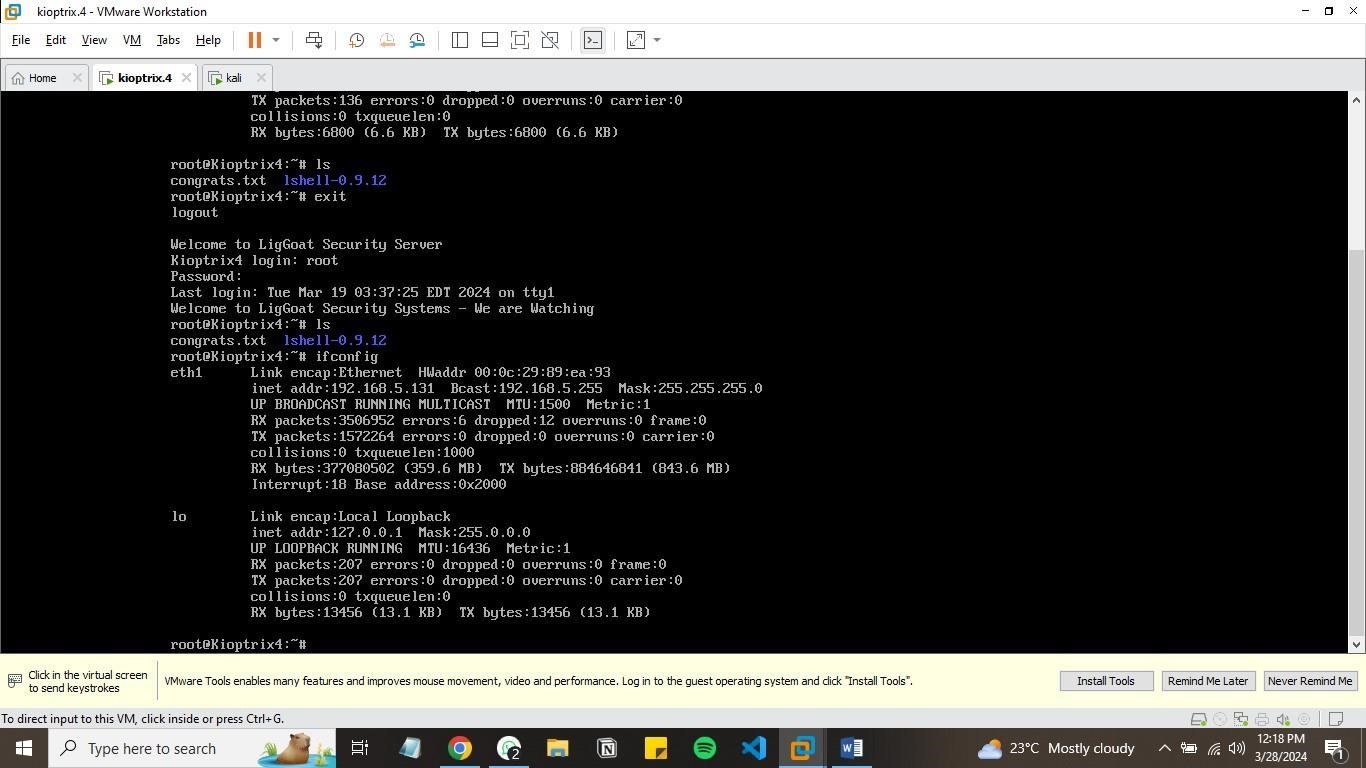 kioptrix.4 - VMware Workstation
File Edit View VM Tabs Help
Home kioptrix.4 kali
TX packets:136 errors:0 dropped:0 overruns:0 carrier:0
collisions:0 txqueuelen:0
RX bytes:6800 (6.6 KB)  TX bytes:6800 (6.6 KB)
root@Kioptrix4:~# ls
congrats.txt  lshell-0.9.12
root@Kioptrix4:~# exit
logout
Welcome to LigGoat Security Server
Kioptrix4 login: root
Password:
Last login: Tue Mar 19 03:37:25 EDT 2024 on tty1
Welcome to LigGoat Security Systems - We are Watching
root@Kioptrix4:~# ls
congrats.txt  lshell-0.9.12
root@Kioptrix4:~# ifconfig
eth1      Link encap:Ethernet  HWaddr 00:0c:29:89:ea:93
inet addr:192.168.5.131  Bcast:192.168.5.255  Mask:255.255.255.0
UP BROADCAST RUNNING MULTICAST  MTU:1500  Metric:1
RX packets:3506952 errors:6 dropped:12 overruns:0 frame:0
TX packets:1572264 errors:0 dropped:0 overruns:0 carrier:0
collisions:0 txqueuelen:1000
RX bytes:377080502 (359.6 MB)  TX bytes:884646841 (843.6 MB)
Interrupt:18 Base address:0x2000
lo        Link encap:Local Loopback
inet addr:127.0.0.1  Mask:255.0.0.0
UP LOOPBACK RUNNING  MTU:16436  Metric:1
RX packets:207 errors:0 dropped:0 overruns:0 frame:0
TX packets:207 errors:0 dropped:0 overruns:0 carrier:0
collisions:0 txqueuelen:0
RX bytes:13456 (13.1 KB)  TX bytes:13456 (13.1 KB)
root@Kioptrix4:~#
Click in the virtual screen
to send keystrokes
VMware Tools enables many features and improves mouse movement, video and performance. Log in to the guest operating system and click "Install Tools".
Install Tools Remind Me Later Never Remind Me
To direct input to this VM, click inside or press Ctrl+G.
Type here to search
2
23°C Mostly cloudy
12:18 PM
3/28/2024
1